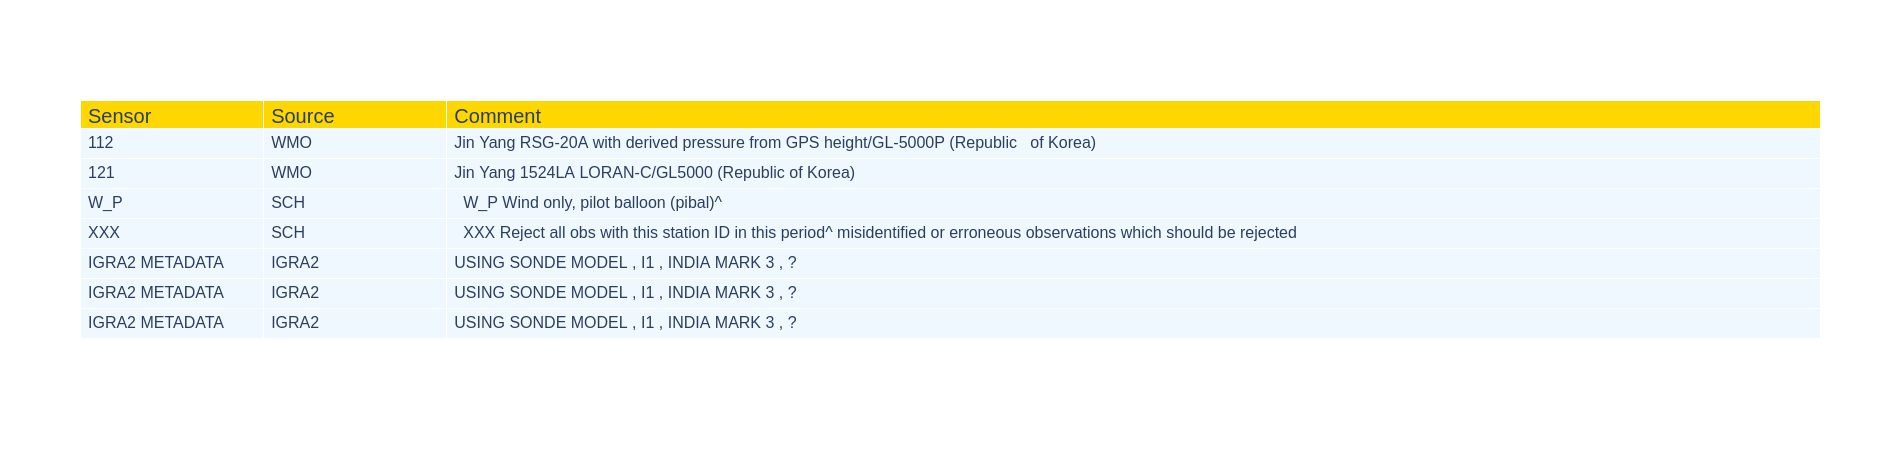 Sensor Source Comment
112 WMO Jin Yang RSG-20A with derived pressure from GPS height/GL-5000P (Republic   of Korea)
121 WMO Jin Yang 1524LA LORAN-C/GL5000 (Republic of Korea)
W_P SCH W_P Wind only, pilot balloon (pibal)^
XXX SCH XXX Reject all obs with this station ID in this period^ misidentified or erroneous observations which should be rejected
IGRA2 METADATA IGRA2 USING SONDE MODEL , I1 , INDIA MARK 3 , ?
IGRA2 METADATA IGRA2 USING SONDE MODEL , I1 , INDIA MARK 3 , ?
IGRA2 METADATA IGRA2 USING SONDE MODEL , I1 , INDIA MARK 3 , ?